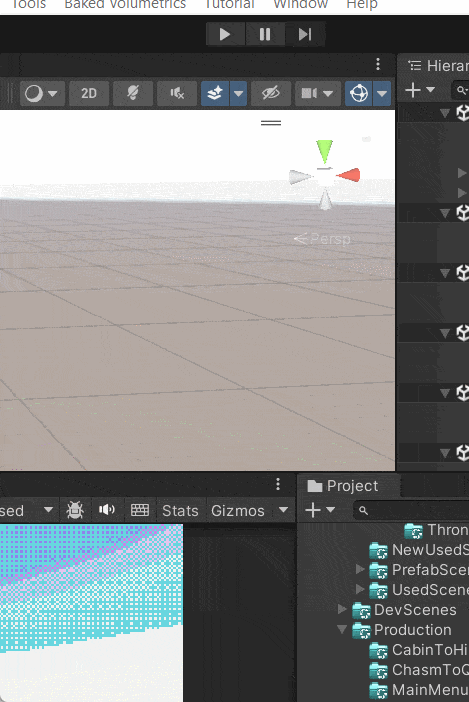 Tools Baked Volumetrics Tutorial Window Help
Hierar
2D
Persp
Project
sed Stats Gizmos
Thron
NewUsedS
PrefabScen
UsedScene
DevScenes
Production
CabinToHi
ChasmToQ
MainMenu